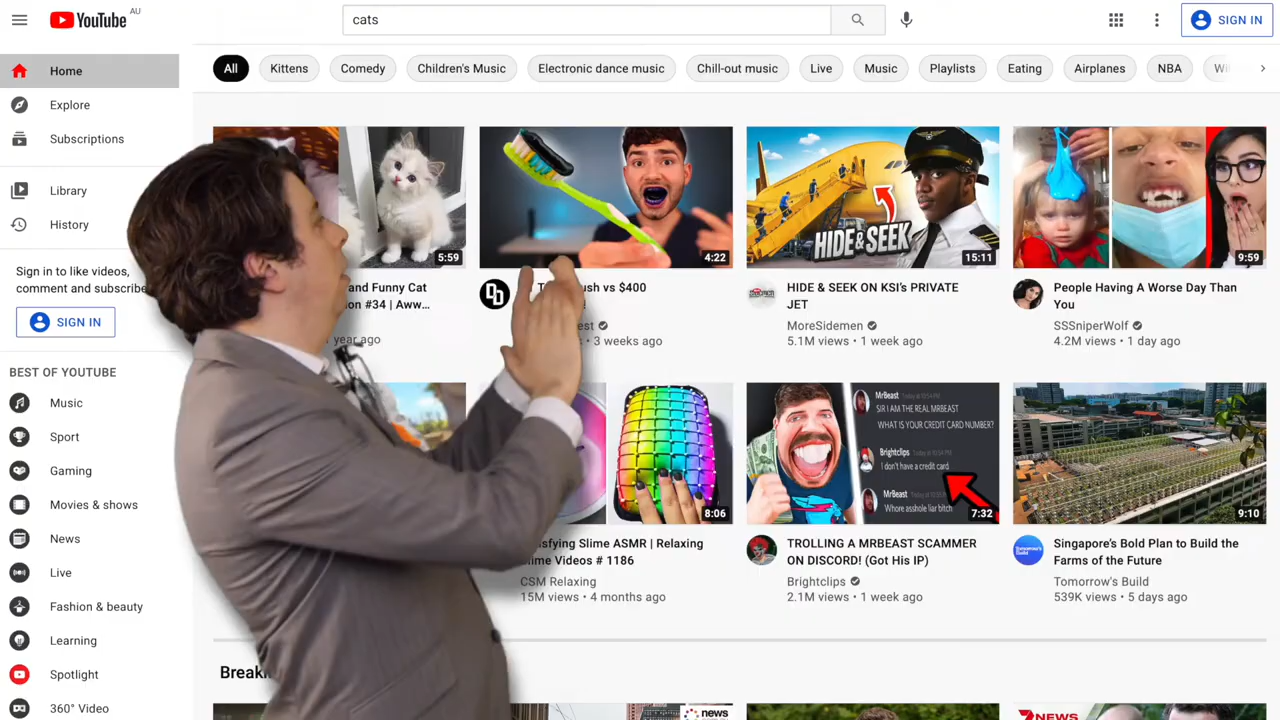 YouTube AU
cats
SIGN IN
Home
Explore
Subscriptions
Library
History
Sign in to like videos,
comment and subscribe
SIGN IN
BEST OF YOUTUBE
Music
Sport
Gaming
Movies & shows
News
Live
Fashion & beauty
Learning
Spotlight
360° Video
All
Kittens
Comedy
Children's Music
Electronic dance music
Chill-out music
Live
Music
Playlists
Eating
Airplanes
NBA
5:59
and Funny Cat
#34 | Aww...
year ago
4:22
vs $400
• 3 weeks ago
HIDE & SEEK
15:11
HIDE & SEEK ON KSI's PRIVATE
JET
MoreSidemen
5.1M views • 1 week ago
9:59
People Having A Worse Day Than
You
SSSniperWolf
4.2M views • 1 day ago
8:06
Slime ASMR | Relaxing
Slime Videos # 1186
CSM Relaxing
15M views • 4 months ago
MrBeast Today at 10:54 PM
SIR I AM THE REAL MRBEAST
WHAT IS YOUR CREDIT CARD NUMBER?
Brightclips
I don't have a credit card
MrBeast
Whore asshole liar bitch
7:32
TROLLING A MRBEAST SCAMMER
ON DISCORD! (Got His IP)
Brightclips
2.1M views • 1 week ago
9:10
Tomorrow's Build
Singapore's Bold Plan to Build the
Farms of the Future
Tomorrow's Build
539K views • 5 days ago
news
7NEWS